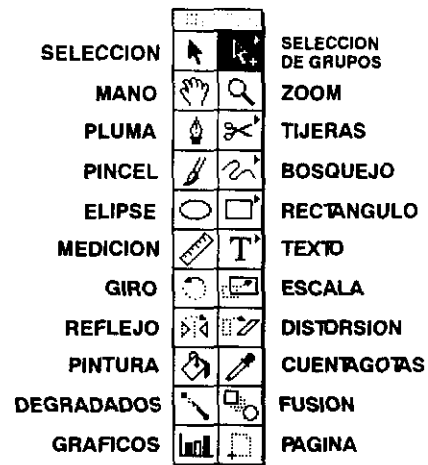 SELECCION
SELECCION
DE GRUPOS
MANO
ZOOM
PLUMA
TIJERAS
PINCEL
BOSQUEJO
ELIPSE
RECTANGULO
MEDICION
T
TEXTO
GIRO
ESCALA
REFLEJO
DISTORSION
PINTURA
CUENTAGOTAS
DEGRADADOS
FUSION
GRAFICOS
PAGINA